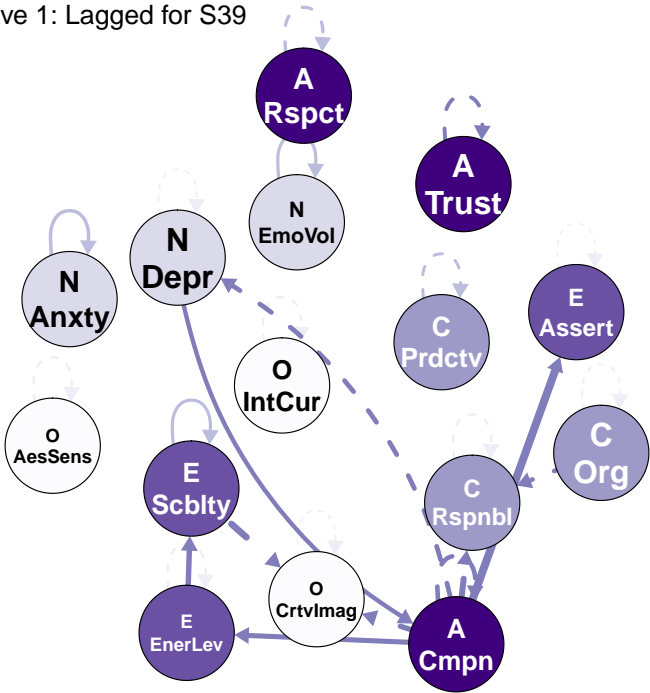 ve 1: Lagged for S39
A
Rspct
A
Trust
N
EmoVol
N
Depr
N
Anxty
E
Assert
C
Prdctv
O
IntCur
O
AesSens
C
Org
E
Scblty
C
Rspnbl
O
CrtvImag
E
EnerLev
A
Cmpn